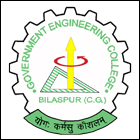 GOVERNMENT ENGINEERING COLLEGE
BILASPUR (C.G.)
योगः कर्मसु कौशलम्